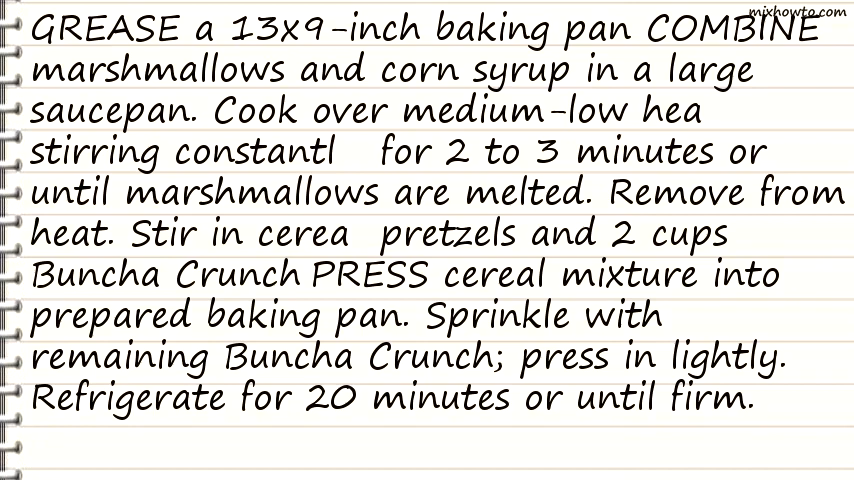 mixhowto.com
GREASE a 13x9-inch baking pan COMBINE
marshmallows and corn syrup in a large
saucepan. Cook over medium-low hea
stirring constantl for 2 to 3 minutes or
until marshmallows are melted. Remove from
heat. Stir in cerea pretzels and 2 cups
Buncha Crunch PRESS cereal mixture into
prepared baking pan. Sprinkle with
remaining Buncha Crunch; press in lightly.
Refrigerate for 20 minutes or until firm.